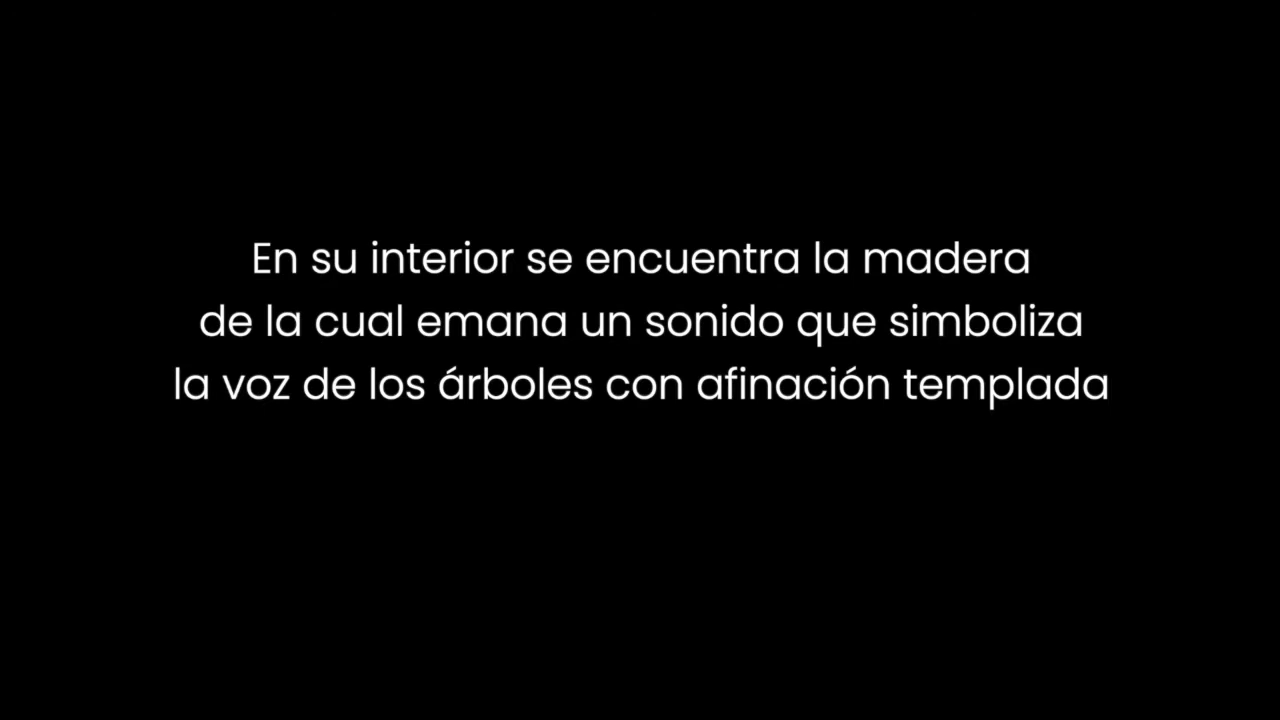 En su interior se encuentra la madera
de la cual emana un sonido que simboliza
la voz de los árboles con afinación templada